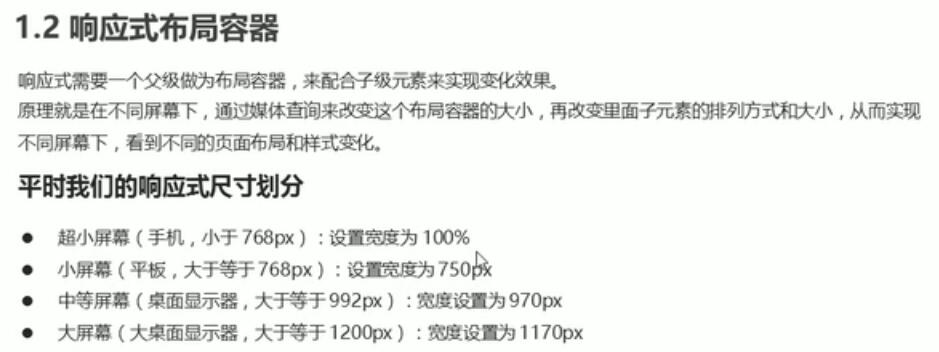 1.2 响应式布局容器
响应式需要一个父级做为布局容器，来配合子级元素来实现变化效果。
原理就是在不同屏幕下，通过媒体查询来改变这个布局容器的大小，再改变里面子元素的排列方式和大小，从而实现
不同屏幕下，看到不同的页面布局和样式变化。
平时我们的响应式尺寸划分
● 超小屏幕（手机，小于 768px）：设置宽度为 100%
● 小屏幕（平板，大于等于 768px）：设置宽度为 750px
● 中等屏幕（桌面显示器，大于等于 992px）：宽度设置为 970px
● 大屏幕（大桌面显示器，大于等于 1200px）：宽度设置为 1170px